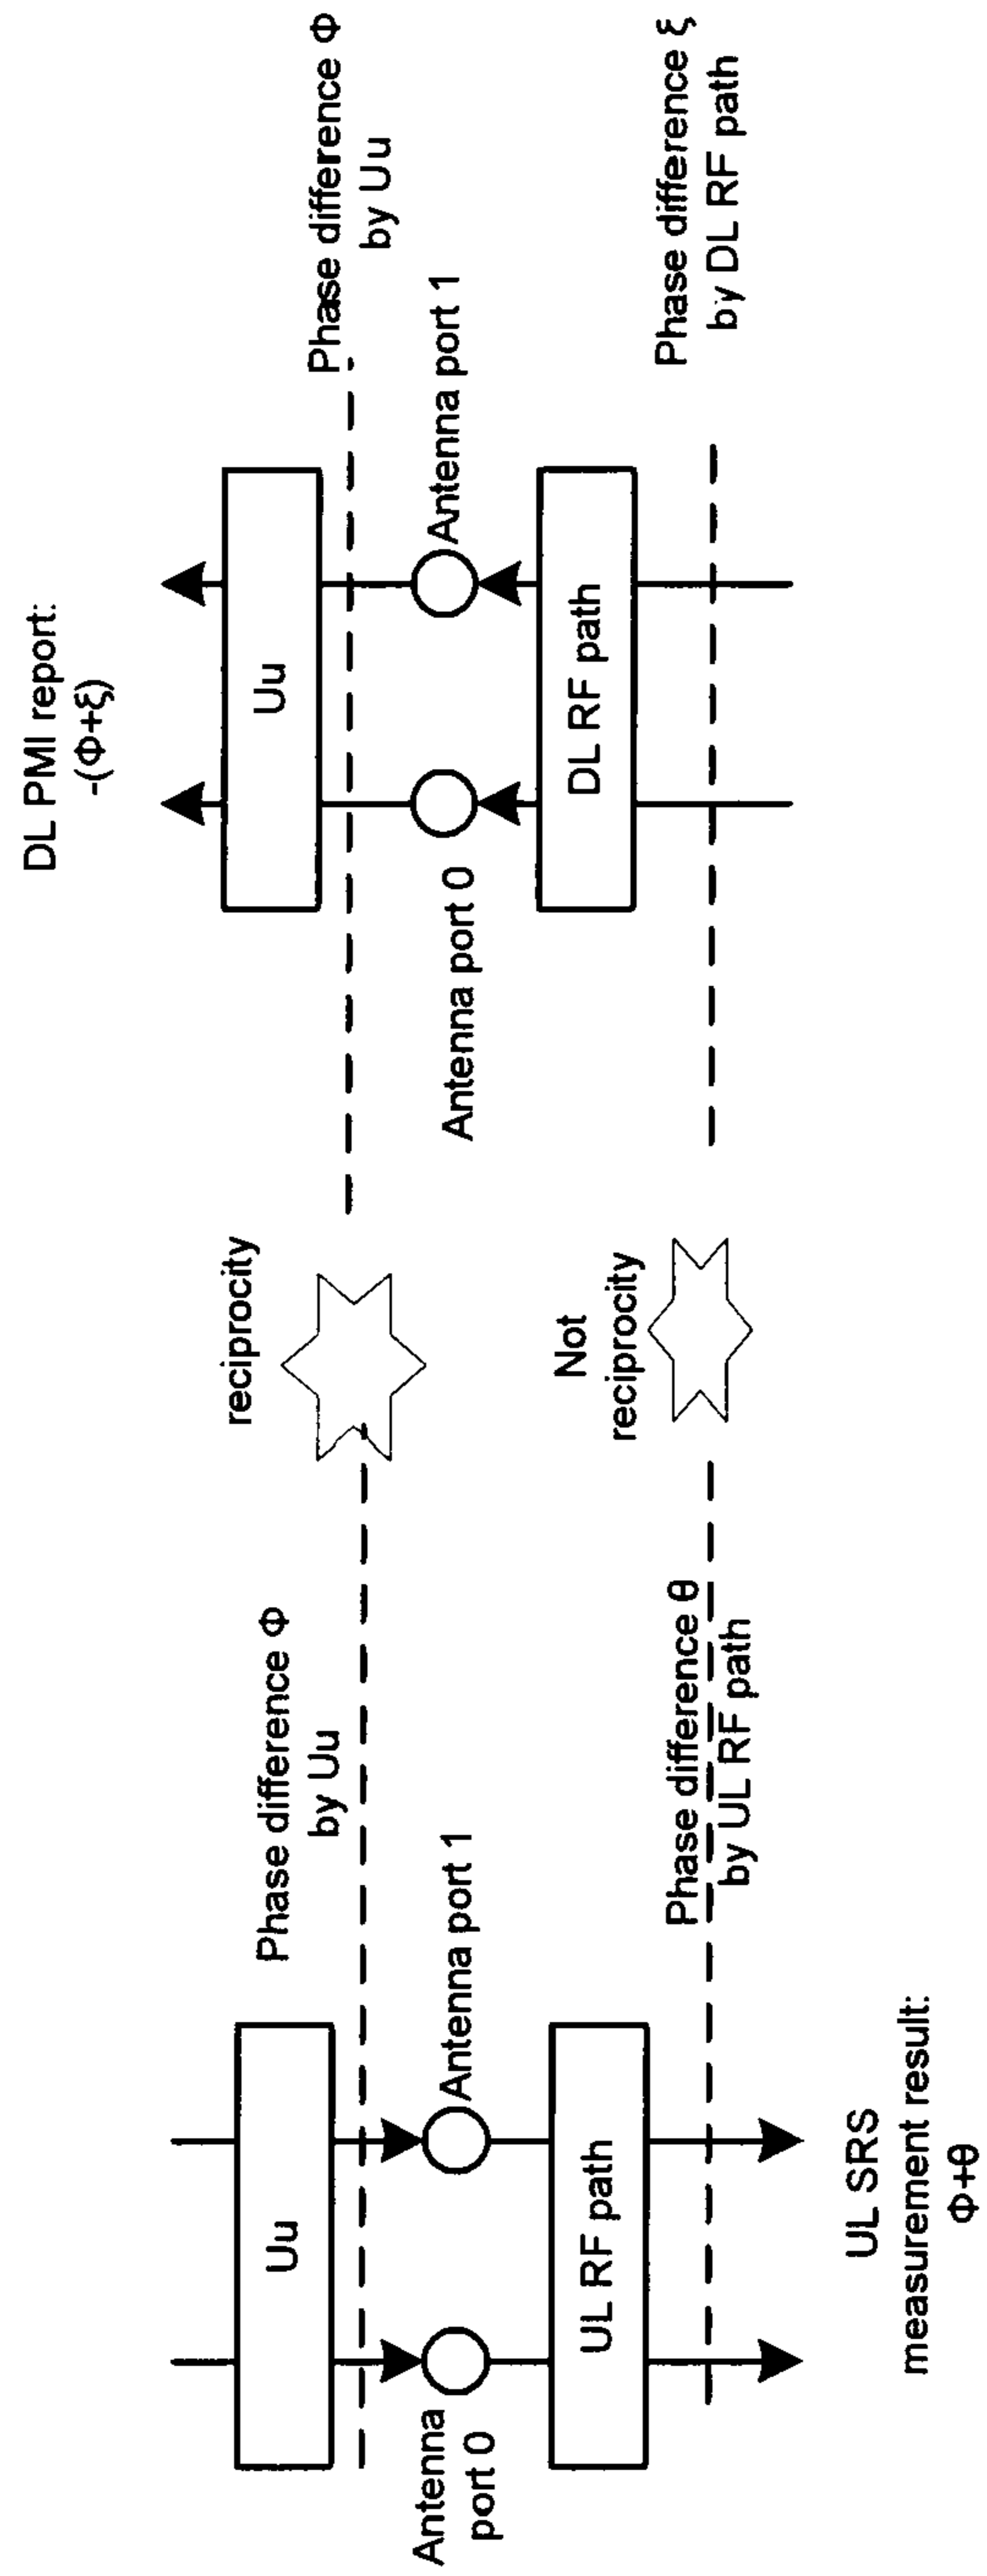 Uu
Phase difference Φ
by Uu
Antenna
port 0
Antenna port 1
UL RF path
Phase difference θ
by UL RF path
UL SRS
measurement result:
Φ+θ
reciprocity
Not
reciprocity
DL PMI report:
-(Φ+ξ)
Uu
Phase difference Φ
by Uu
Antenna port 0
Antenna port 1
DL RF path
Phase difference ξ
by DL RF path